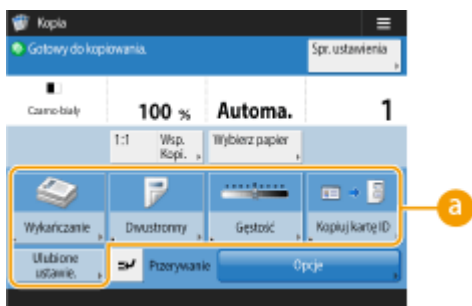 Kopia
Gotowy do kopiowania.
Spr. ustawienia
Czarno-biały
100 %
Automa.
1
1:1
Wsp.
Kopi.
Wybierz papier
Wykańczanie
Dwustronny
Gęstość
Kopiuj kartę ID
a
Ulubione
ustawie.
Przerywanie
Opcje